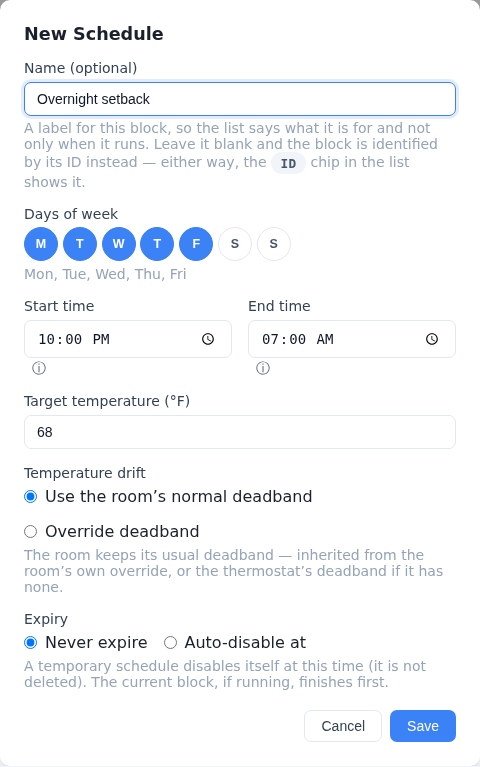 New Schedule
Name (optional)
Overnight setback
A label for this block, so the list says what it is for and not
only when it runs. Leave it blank and the block is identified
by its ID instead — either way, the ID chip in the list
shows it.
Days of week
M T W T F S S
Mon, Tue, Wed, Thu, Fri
Start time End time
10:00 PM 07:00 AM
Target temperature (°F)
68
Temperature drift
Use the room’s normal deadband
Override deadband
The room keeps its usual deadband — inherited from the
room’s own override, or the thermostat’s deadband if it has
none.
Expiry
Never expire Auto-disable at
A temporary schedule disables itself at this time (it is not
deleted). The current block, if running, finishes first.
Cancel Save